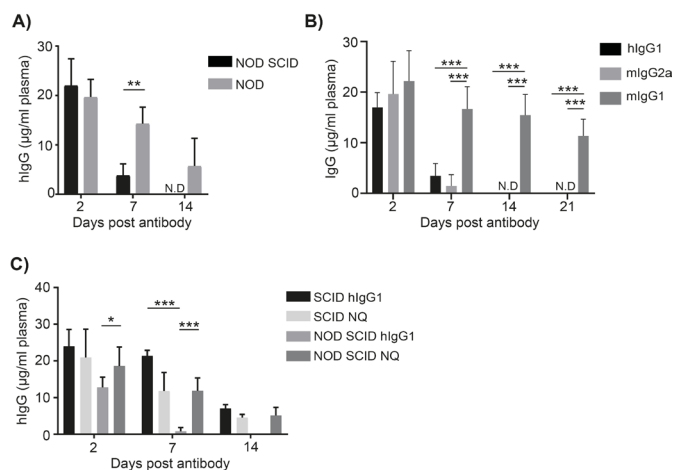 A)
hIgG (µg/ml plasma)
30
20
10
0
**
N.D
2 7 14
Days post antibody
NOD SCID
NOD
B)
IgG (µg/ml plasma)
30
20
10
0
*** *** ***
*** *** ***
N.D N.D
2 7 14 21
Days post antibody
hIgG1
mIgG2a
mIgG1
C)
hIgG (µg/ml plasma)
40
30
20
10
0
* *** ***
2 7 14
Days post antibody
SCID hIgG1
SCID NQ
NOD SCID hIgG1
NOD SCID NQ